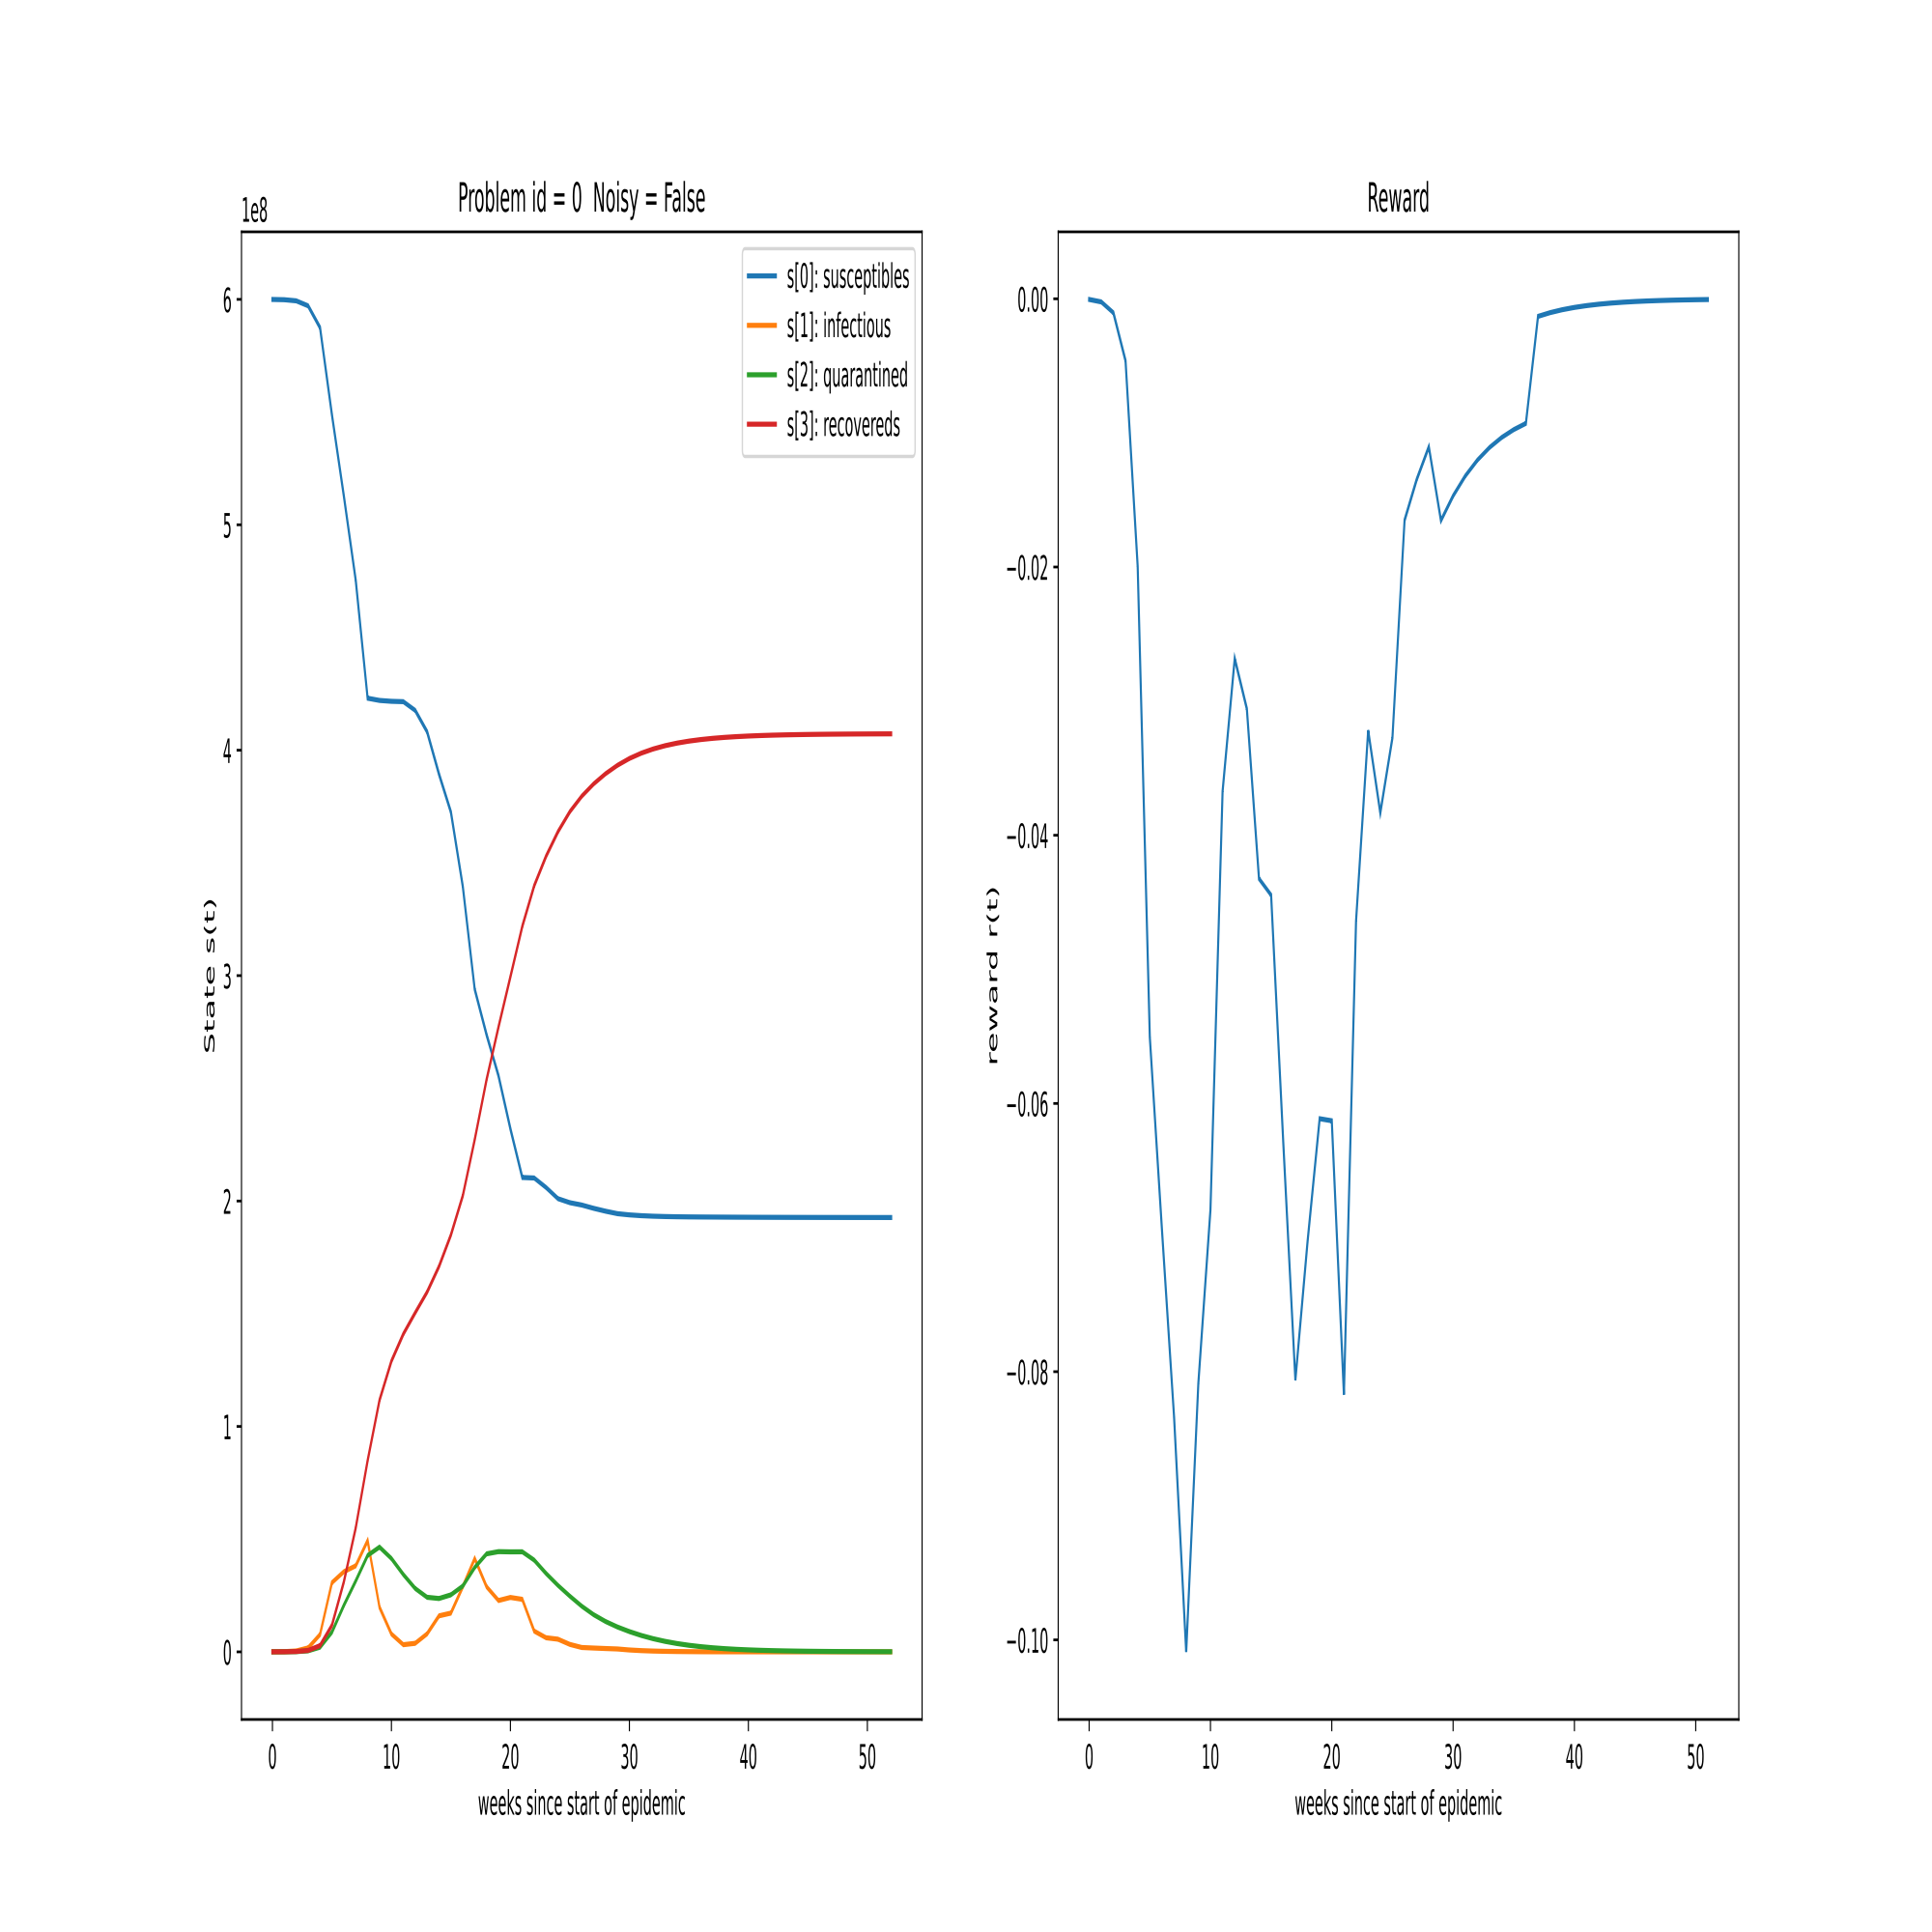 Problem id = 0 Noisy = False
1e8
6
5
4
3
2
1
0
State s(t)
s[0]: susceptibles
s[1]: infectious
s[2]: quarantined
s[3]: recovereds
0 10 20 30 40 50
weeks since start of epidemic
Reward
0.00
−0.02
−0.04
−0.06
−0.08
−0.10
reward r(t)
0 10 20 30 40 50
weeks since start of epidemic